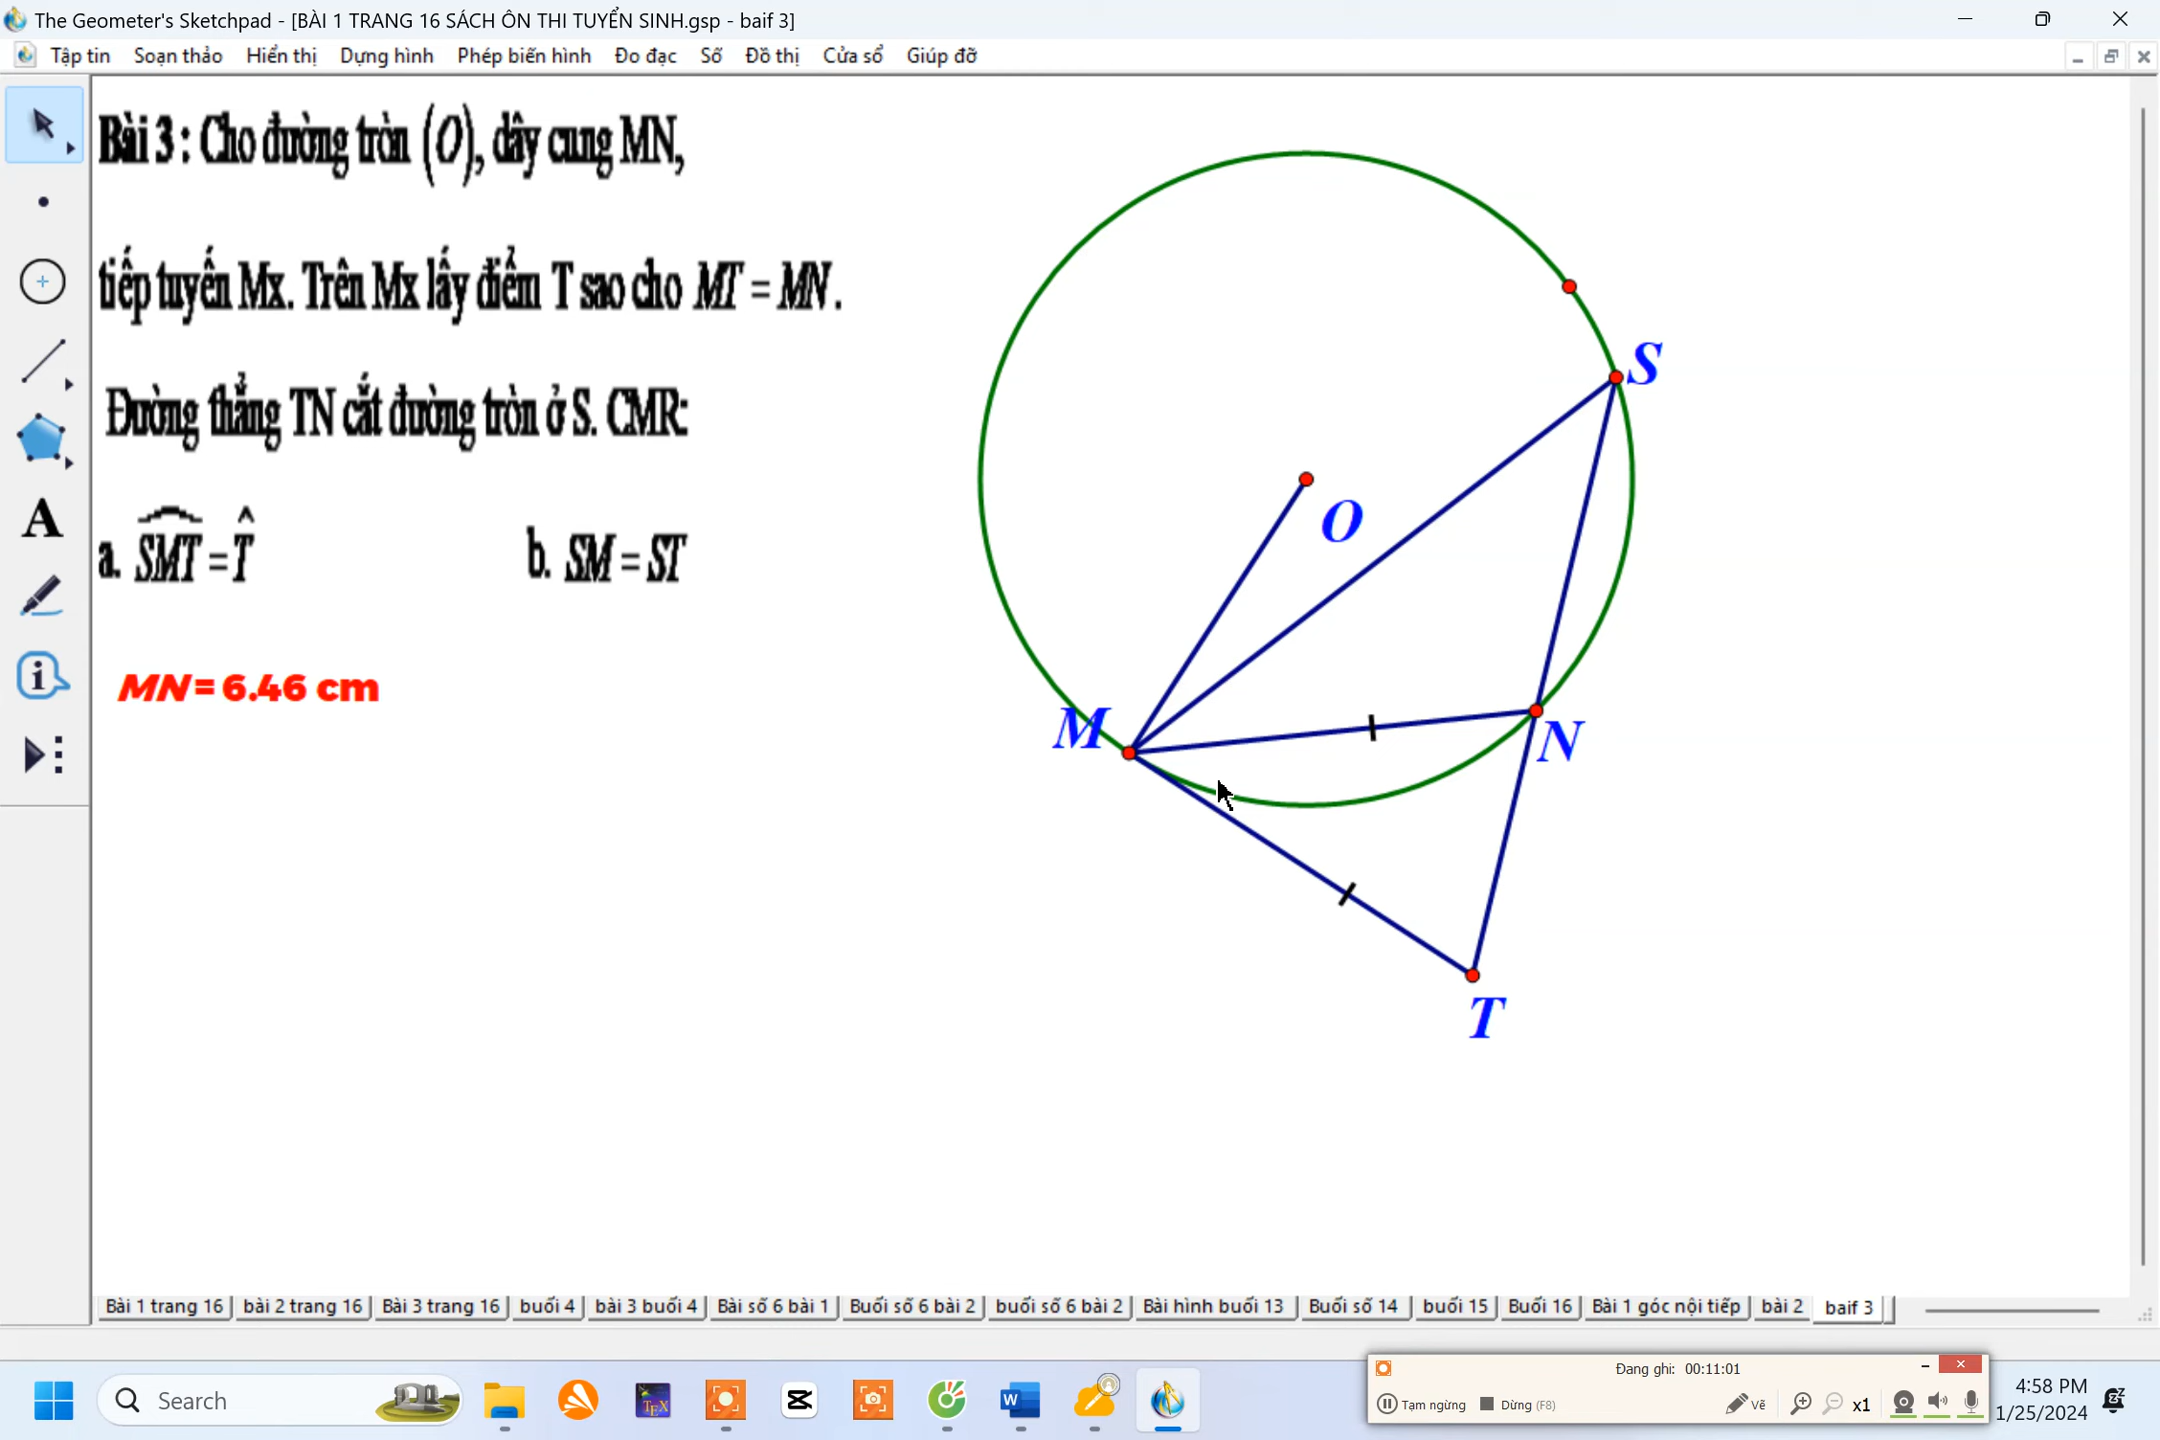 The Geometer's Sketchpad - [BÀI 1 TRANG 16 SÁCH ÔN THI TUYỂN SINH.gsp - baif 3]
Tập tin Soạn thảo Hiển thị Dựng hình Phép biến hình Đo đạc Số Đồ thị Cửa sổ Giúp đỡ
Bài 3 : Cho đường tròn (O), dây cung MN,
tiếp tuyến Mx. Trên Mx lấy điểm T sao cho MT = MN.
Đường thẳng TN cắt đường tròn ở S. CMR:
a. \widehat{SMT} = \hat{T} b. SM = ST
MN = 6.46 cm
S
O
M
N
T
A
Bài 1 trang 16 bài 2 trang 16 Bài 3 trang 16 buổi 4 bài 3 buổi 4 Bài số 6 bài 1 Buổi số 6 bài 2 buổi số 6 bài 2 Bài hình buổi 13 Buổi số 14 buổi 15 Buổi 16 Bài 1 góc nội tiếp bài 2 baif 3
Đang ghi: 00:11:01
Tạm ngừng Dừng (F8) Vẽ x1
Search
TEX
W
4:58 PM
1/25/2024